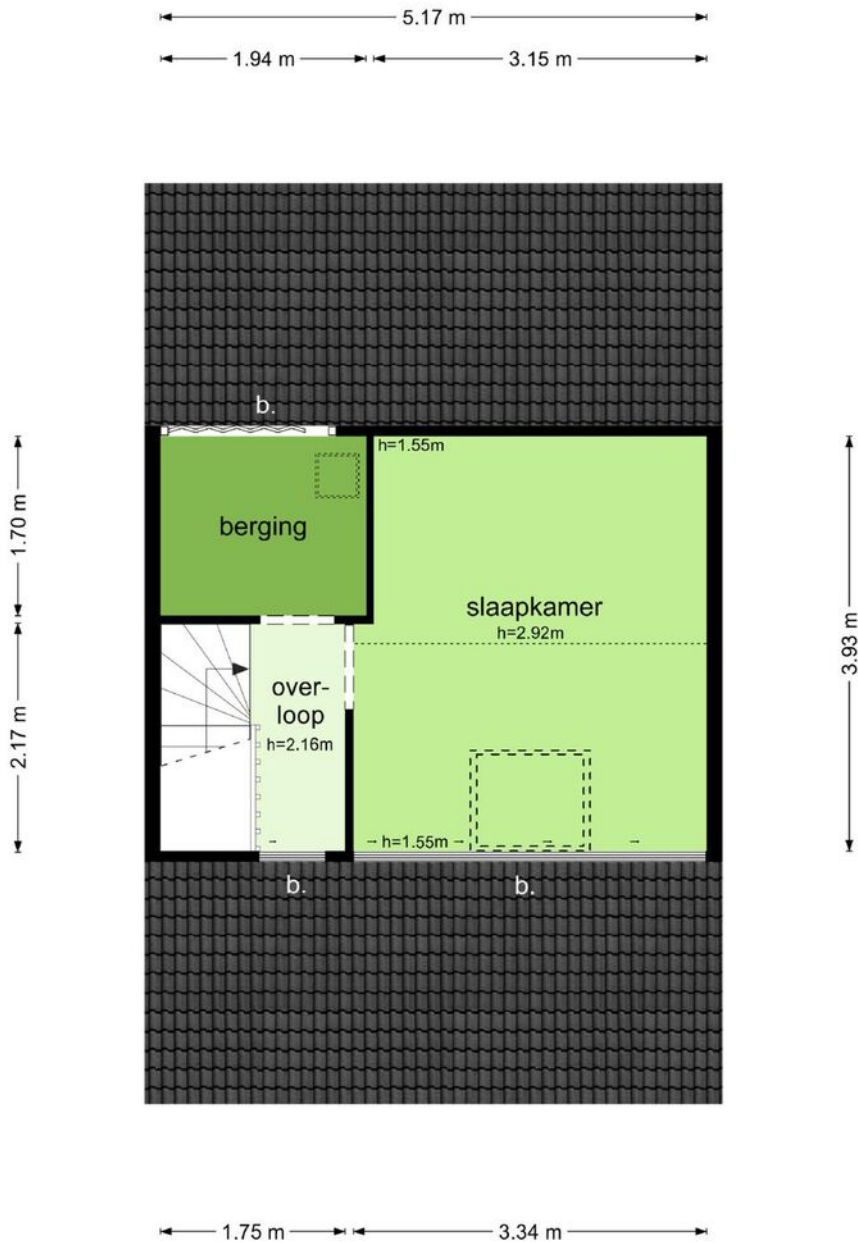 5.17 m
1.94 m
3.15 m
b.
h=1.55m
1.70 m
berging
3.93 m
slaapkamer
h=2.92m
2.17 m
over-
loop
h=2.16m
h=1.55m
b.
b.
1.75 m
3.34 m